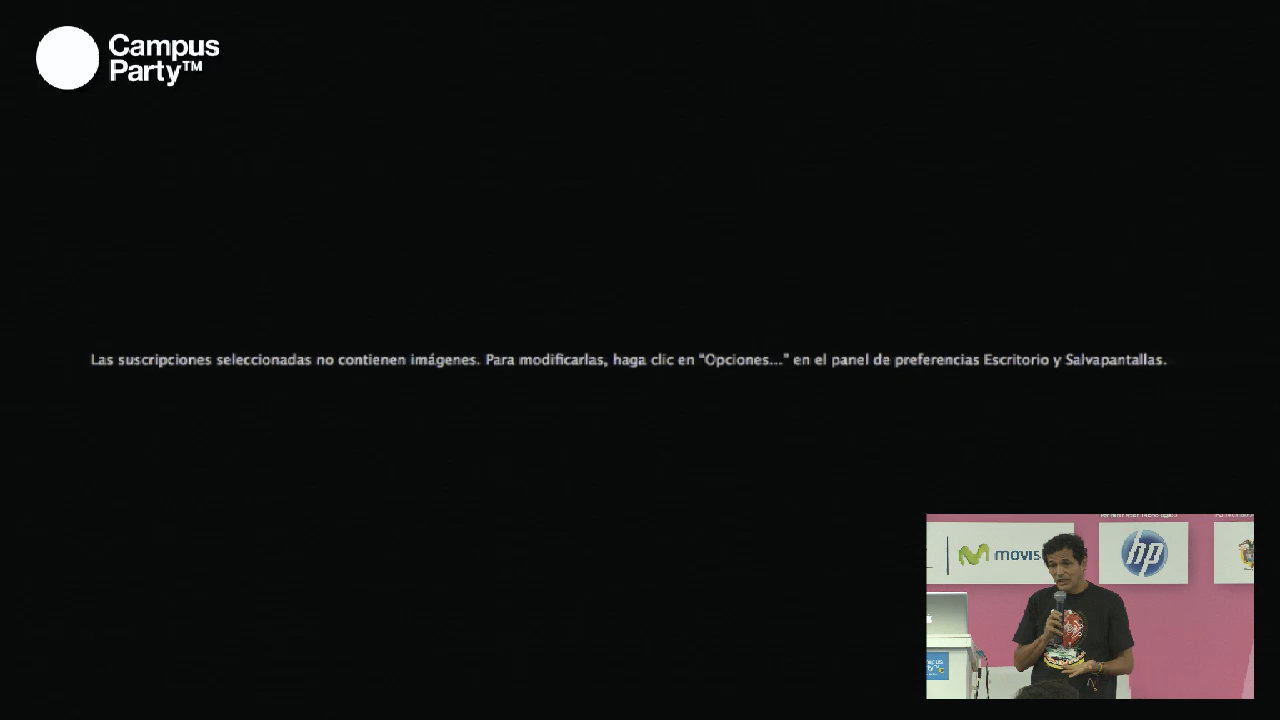 Campus
Party™
Las suscripciones seleccionadas no contienen imágenes. Para modificarlas, haga clic en "Opciones..." en el panel de preferencias Escritorio y Salvapantallas.
movis
hp